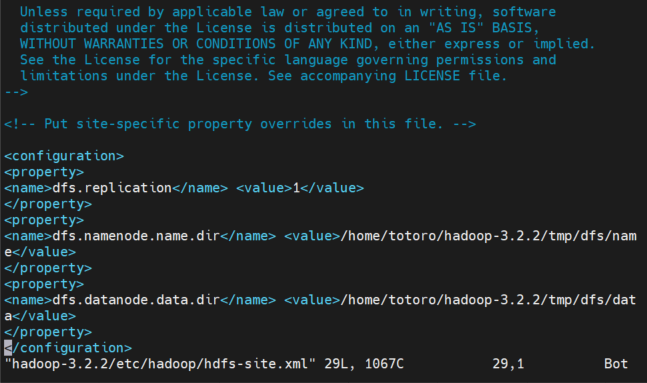 Unless required by applicable law or agreed to in writing, software
distributed under the License is distributed on an "AS IS" BASIS,
WITHOUT WARRANTIES OR CONDITIONS OF ANY KIND, either express or implied.
See the License for the specific language governing permissions and
limitations under the License. See accompanying LICENSE file.
-->
<!-- Put site-specific property overrides in this file. -->
<configuration>
<property>
<name>dfs.replication</name> <value>1</value>
</property>
<property>
<name>dfs.namenode.name.dir</name> <value>/home/totoro/hadoop-3.2.2/tmp/dfs/nam
e</value>
</property>
<property>
<name>dfs.datanode.data.dir</name> <value>/home/totoro/hadoop-3.2.2/tmp/dfs/dat
a</value>
</property>
</configuration>
"hadoop-3.2.2/etc/hadoop/hdfs-site.xml" 29L, 1067C 29,1 Bot